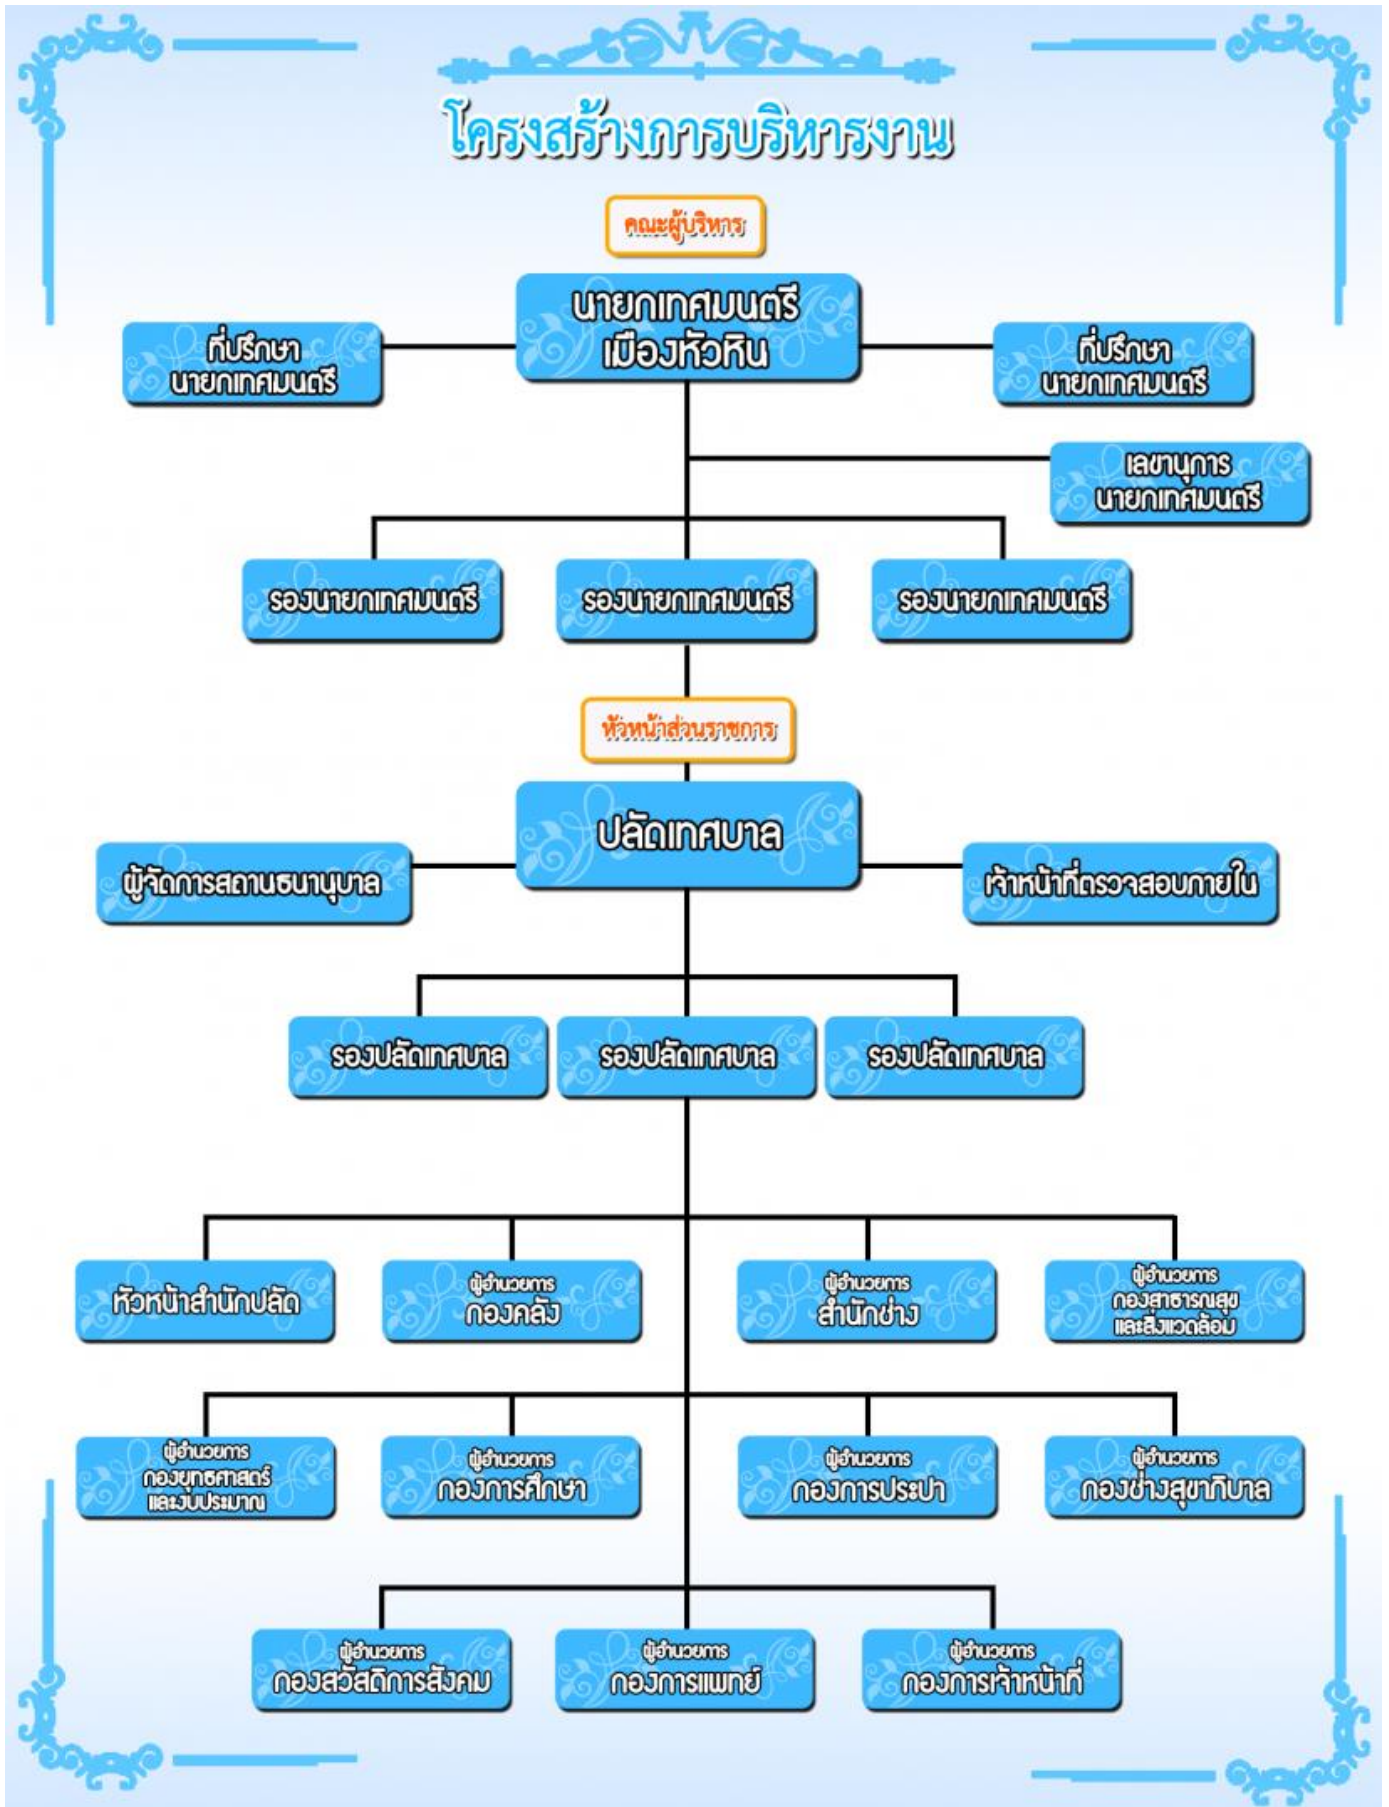 โครงสร้างการบริหารงาน
คณะผู้บริหาร
นายกเทศมนตรี
เมืองหัวหิน
ที่ปรึกษา
นายกเทศมนตรี
ที่ปรึกษา
นายกเทศมนตรี
เลขานุการ
นายกเทศมนตรี
รองนายกเทศมนตรี
รองนายกเทศมนตรี
รองนายกเทศมนตรี
หัวหน้าส่วนราชการ
ปลัดเทศบาล
ผู้จัดการสถานธนานุบาล
เจ้าหน้าที่ตรวจสอบภายใน
รองปลัดเทศบาล
รองปลัดเทศบาล
รองปลัดเทศบาล
หัวหน้าสำนักปลัด
ผู้อำนวยการ
กองคลัง
ผู้อำนวยการ
สำนักช่าง
ผู้อำนวยการ
กองสาธารณสุข
และสิ่งแวดล้อม
ผู้อำนวยการ
กองยุทธศาสตร์
และงบประมาณ
ผู้อำนวยการ
กองการศึกษา
ผู้อำนวยการ
กองการประปา
ผู้อำนวยการ
กองช่างสุขาภิบาล
ผู้อำนวยการ
กองสวัสดิการสังคม
ผู้อำนวยการ
กองการแพทย์
ผู้อำนวยการ
กองการเจ้าหน้าที่